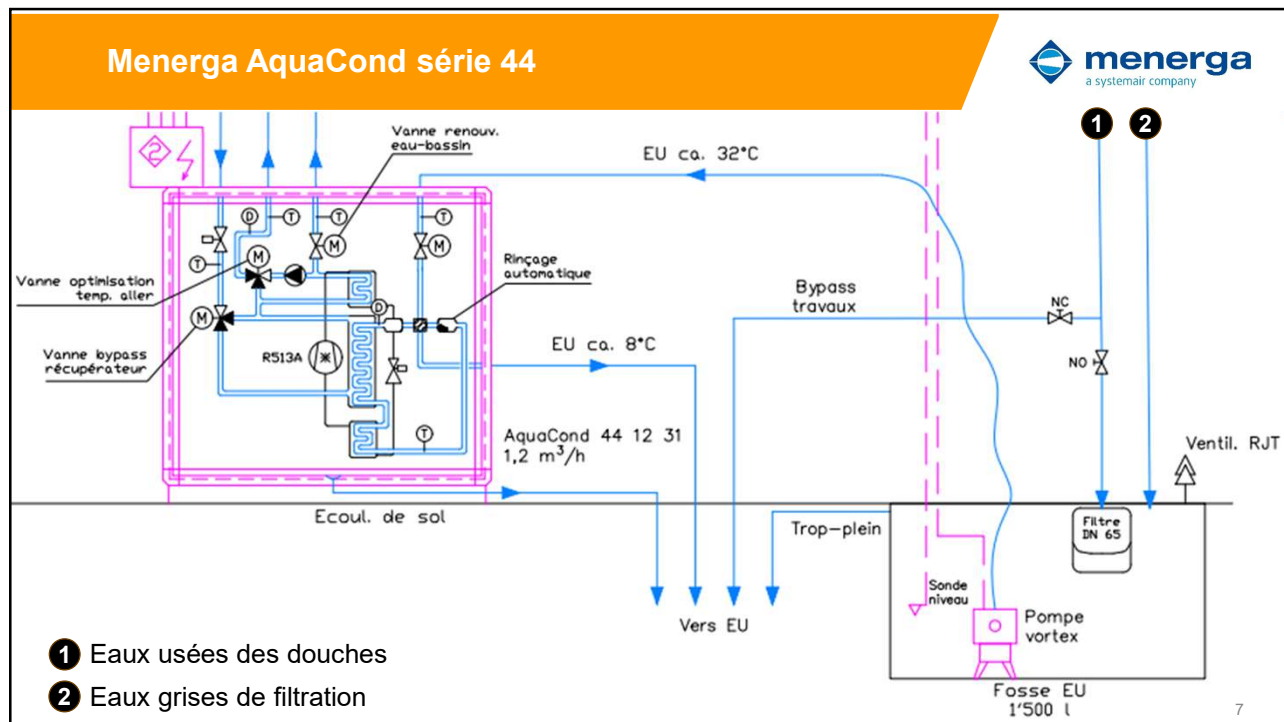 Menerga AquaCond série 44
menerga
a systemair company
1
2
2
Vanne renouv.
eau-bassin
EU ca. 32°C
D
T
T
T
M
M
M
T
Rinçage
automatique
Vanne optimisation
temp. aller
Bypass
travaux
NC
D
M
R513A
EU ca. 8°C
NO
Vanne bypass
récupérateur
T
AquaCond 44 12 31
1,2 m³/h
Ventil. RJT
Ecoul. de sol
Trop-plein
Filtre
DN 65
Sonde
niveau
Vers EU
Pompe
vortex
1 Eaux usées des douches
2 Eaux grises de filtration
Fosse EU
1'500 l
7